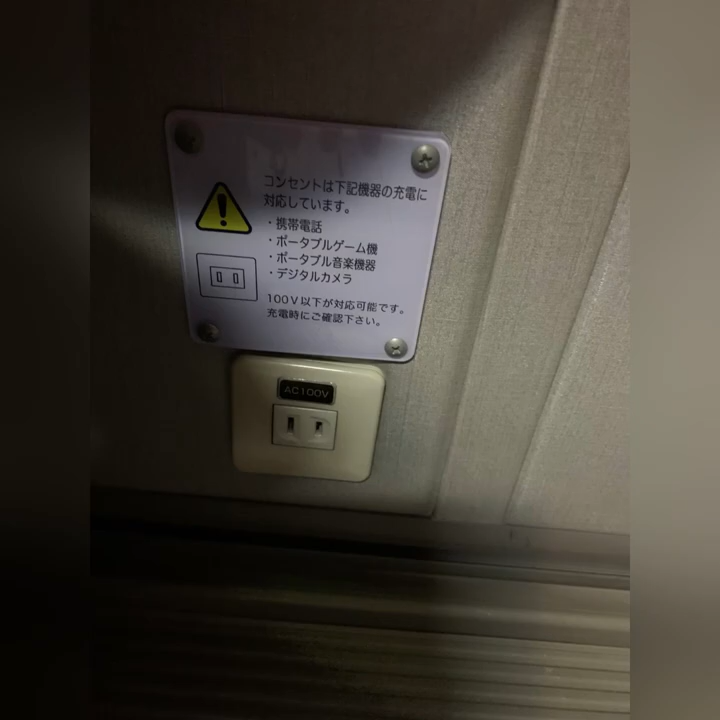 コンセントは下記機器の充電に
対応しています。
・携帯電話
・ポータブルゲーム機
・ポータブル音楽機器
・デジタルカメラ
100V以下が対応可能です。
充電時にご確認下さい。
AC100V